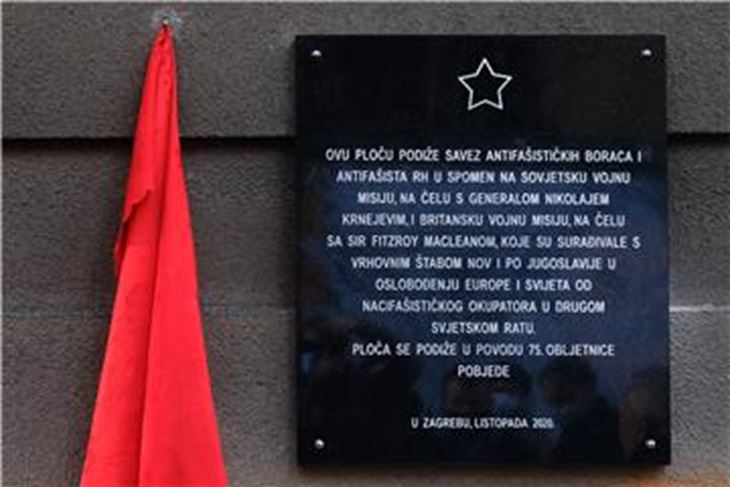 OVU PLOČU PODIŽE SAVEZ ANTIFAŠISTIČKIH BORACA I
ANTIFAŠISTA RH U SPOMEN NA SOVJETSKU VOJNU
MISIJU, NA ČELU S GENERALOM NIKOLAJEM
KRNEJEVIM, I BRITANSKU VOJNU MISIJU, NA ČELU
SA SIR FITZROY MACLEANOM, KOJE SU SURAĐIVALE S
VRHOVNIM ŠTABOM NOV I PO JUGOSLAVIJE U
OSLOBOĐENJU EUROPE I SVIJETA OD
NACIFAŠISTIČKOG OKUPATORA U DRUGOM
SVJETSKOM RATU.
PLOČA SE PODIŽE U POVODU 75. OBLJETNICE
POBJEDE
U ZAGREBU, LISTOPADA 2020.